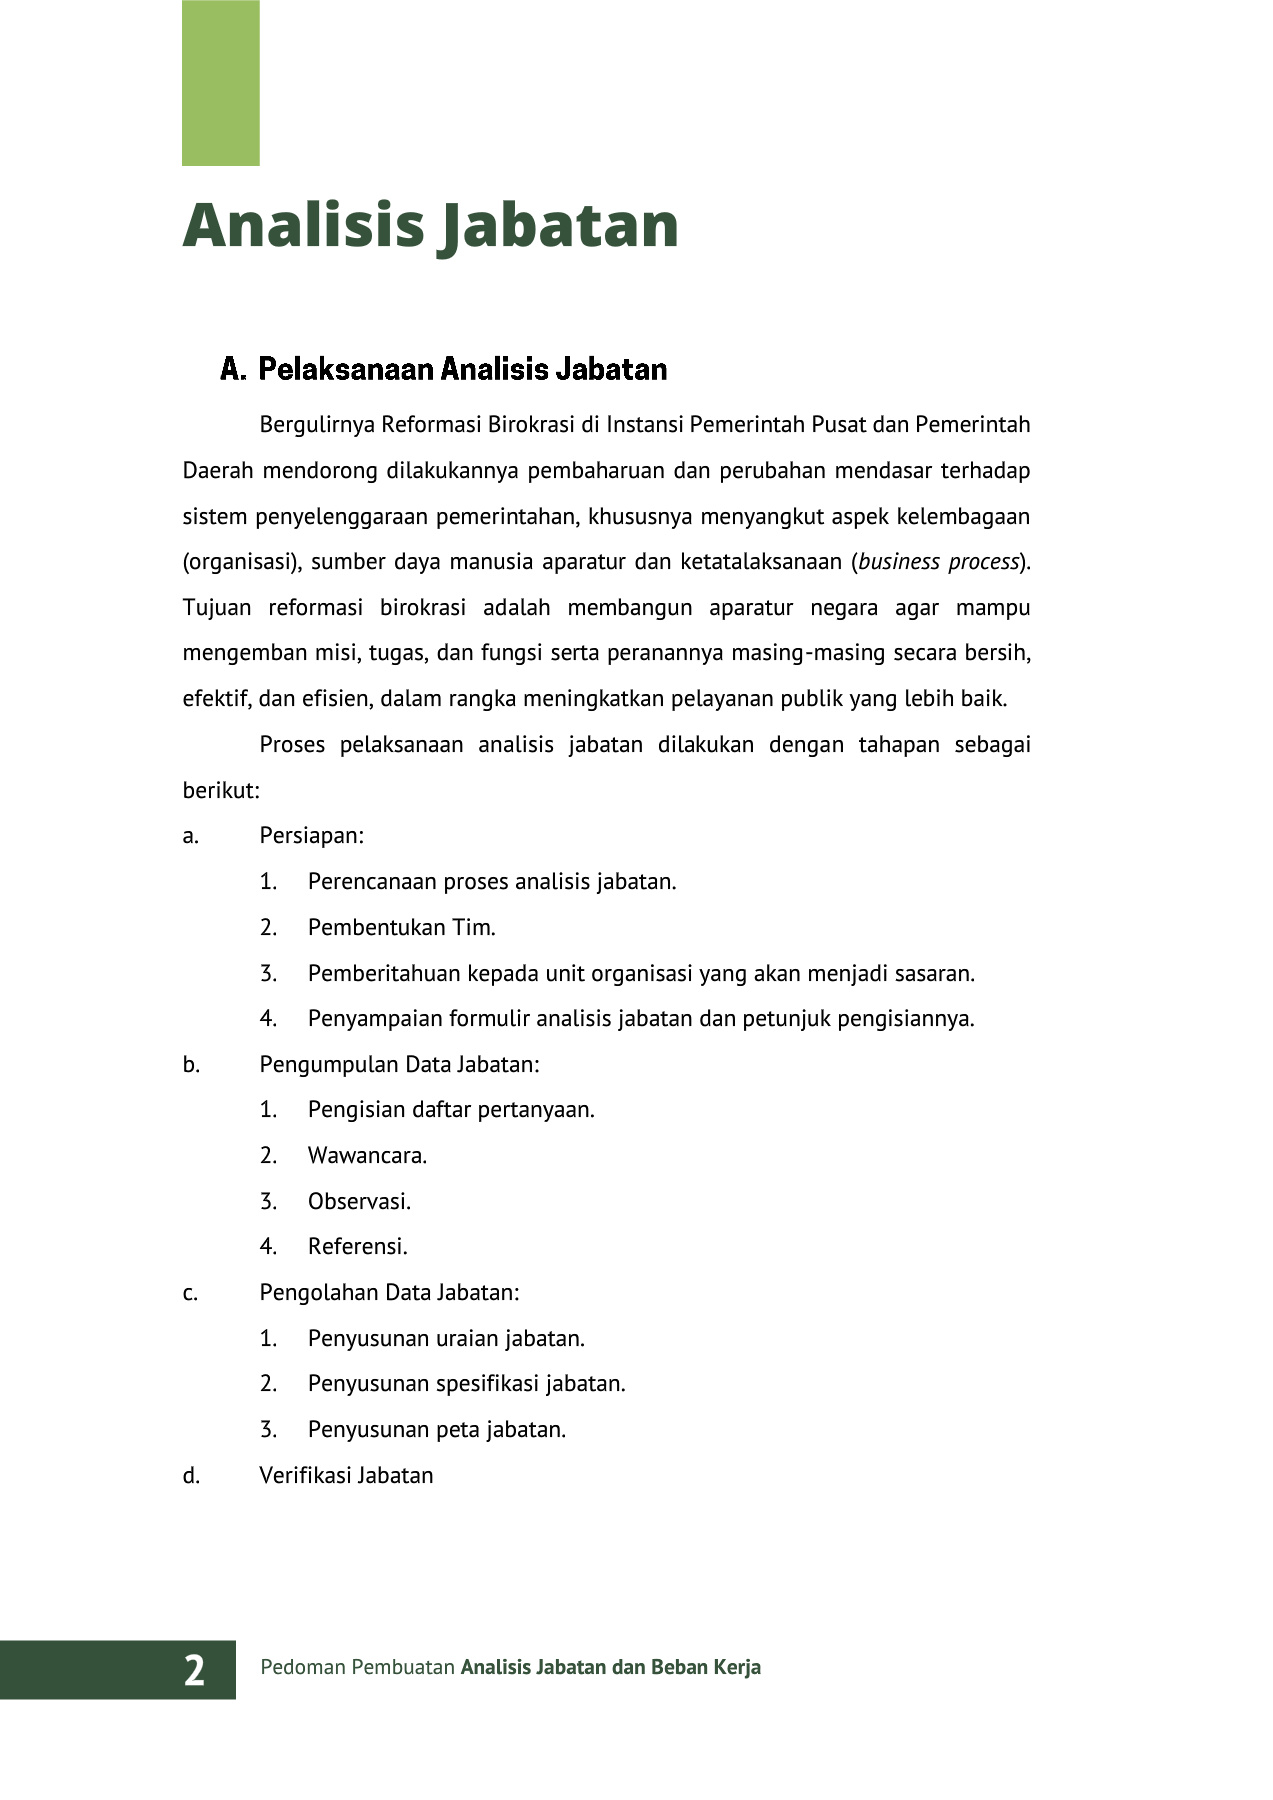 Analisis Jabatan
A. Pelaksanaan Analisis Jabatan
Bergulirnya Reformasi Birokrasi di Instansi Pemerintah Pusat dan Pemerintah
Daerah mendorong dilakukannya pembaharuan dan perubahan mendasar terhadap
sistem penyelenggaraan pemerintahan, khususnya menyangkut aspek kelembagaan
(organisasi), sumber daya manusia aparatur dan ketatalaksanaan (business process).
Tujuan reformasi birokrasi adalah membangun aparatur negara agar mampu
mengemban misi, tugas, dan fungsi serta peranannya masing-masing secara bersih,
efektif, dan efisien, dalam rangka meningkatkan pelayanan publik yang lebih baik.
Proses pelaksanaan analisis jabatan dilakukan dengan tahapan sebagai
berikut:
a. Persiapan:
1. Perencanaan proses analisis jabatan.
2. Pembentukan Tim.
3. Pemberitahuan kepada unit organisasi yang akan menjadi sasaran.
4. Penyampaian formulir analisis jabatan dan petunjuk pengisiannya.
b. Pengumpulan Data Jabatan:
1. Pengisian daftar pertanyaan.
2. Wawancara.
3. Observasi.
4. Referensi.
c. Pengolahan Data Jabatan:
1. Penyusunan uraian jabatan.
2. Penyusunan spesifikasi jabatan.
3. Penyusunan peta jabatan.
d. Verifikasi Jabatan
2 Pedoman Pembuatan Analisis Jabatan dan Beban Kerja